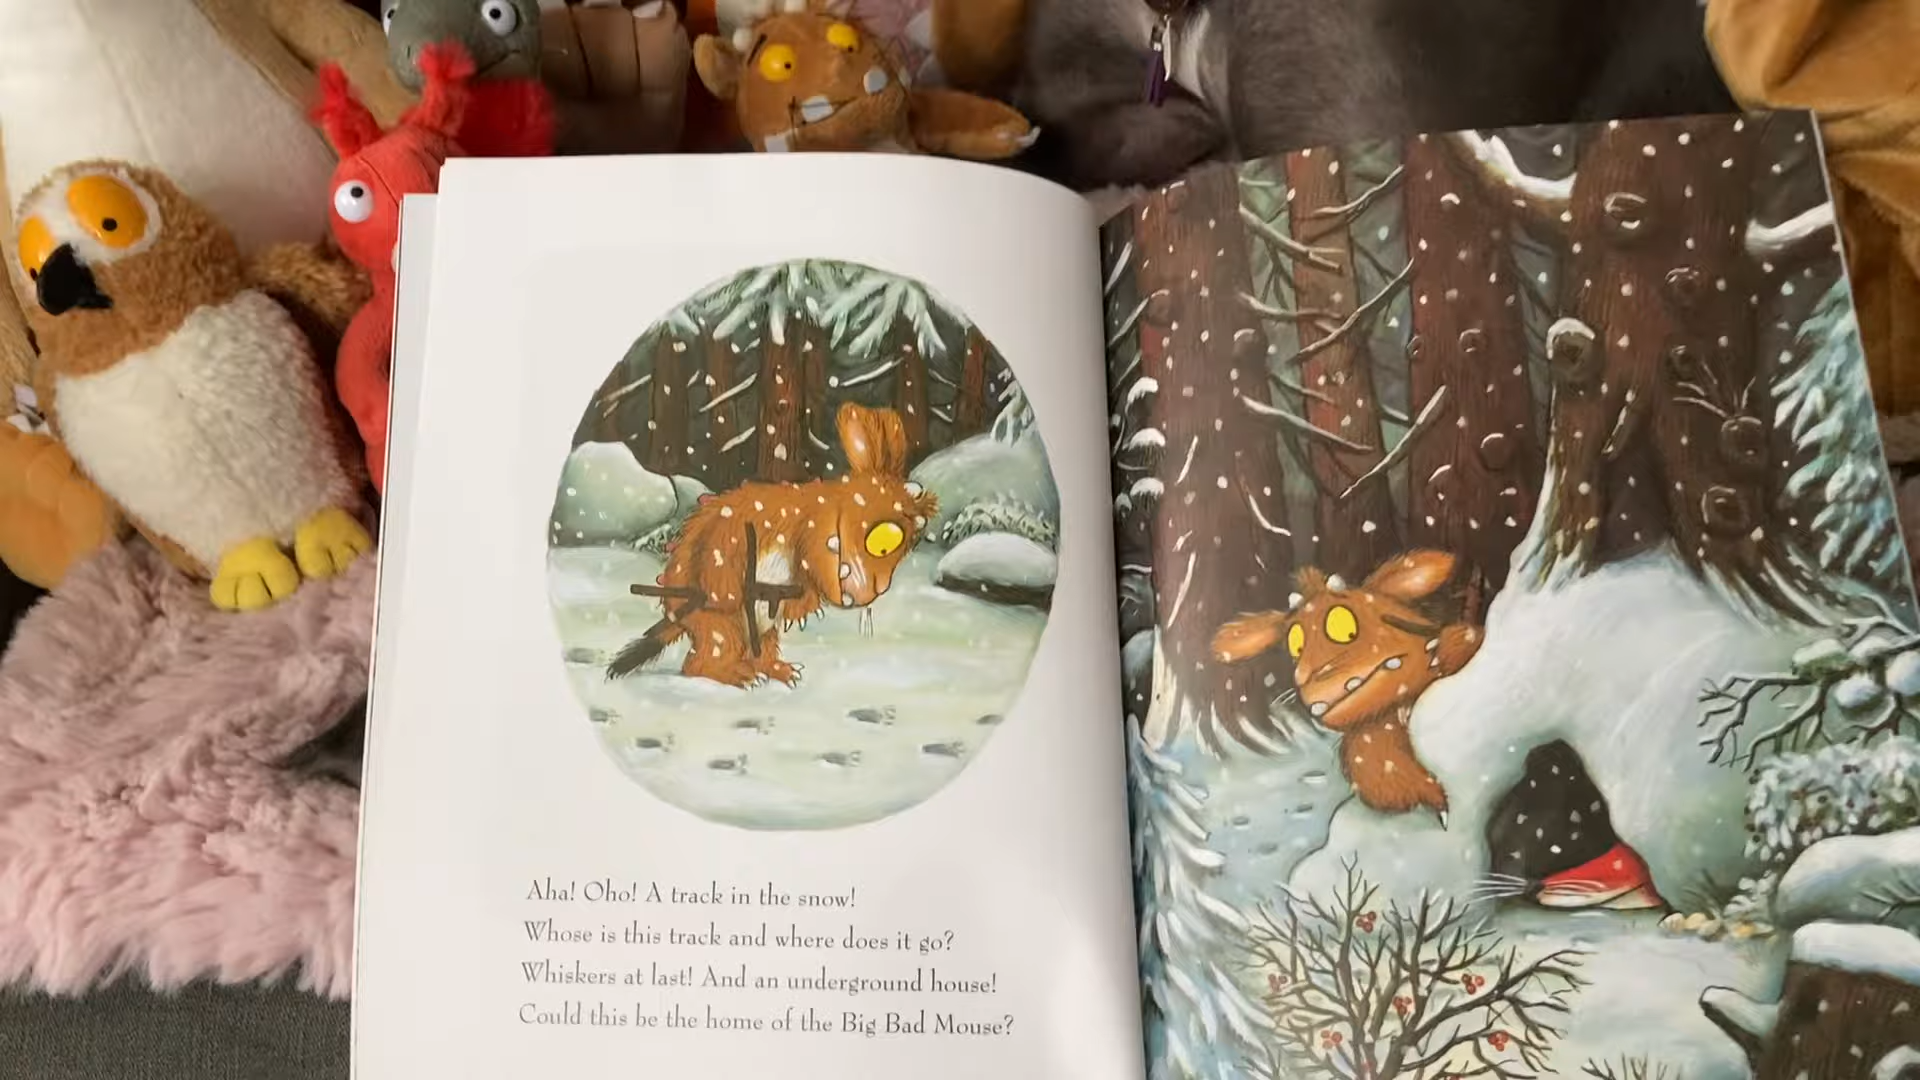 Aha! Oho! A track in the snow!
Whose is this track and where does it go?
Whiskers at last! And an underground house!
Could this be the home of the Big Bad Mouse?